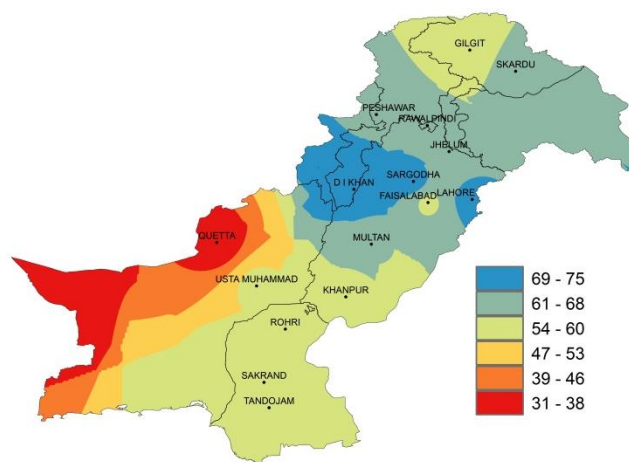 GILGIT
SKARDU
PESHAWAR
RAWALPINDI
JHELUM
D I KHAN
SARGODHA
FAISALABAD
LAHORE
QUETTA
MULTAN
USTA MUHAMMAD
KHANPUR
ROHRI
SAKRAND
TANDOJAM
69 - 75
61 - 68
54 - 60
47 - 53
39 - 46
31 - 38